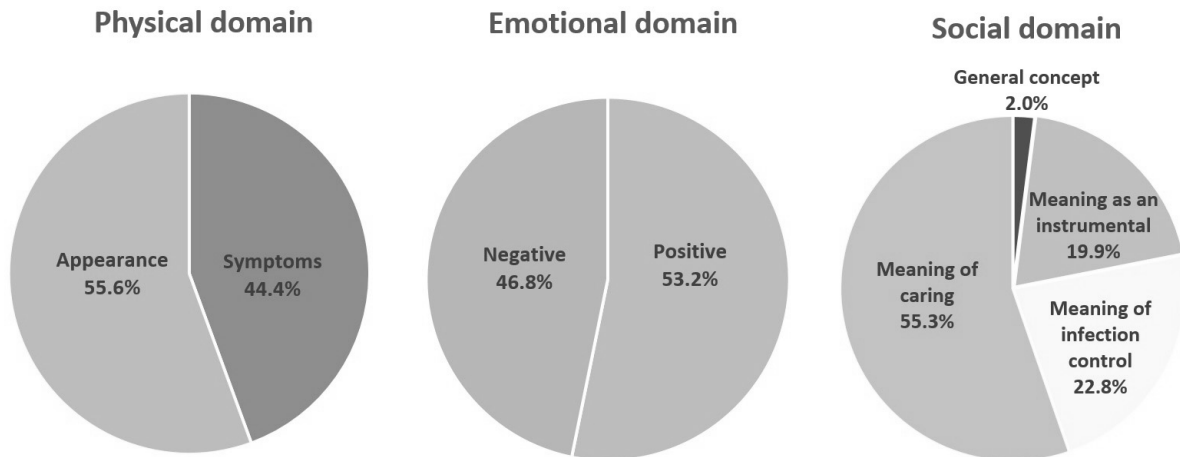 Physical domain
Appearance
55.6%
Symptoms
44.4%
Emotional domain
Negative
46.8%
Positive
53.2%
Social domain
General concept
2.0%
Meaning as an
instrumental
19.9%
Meaning of
caring
55.3%
Meaning of
infection
control
22.8%